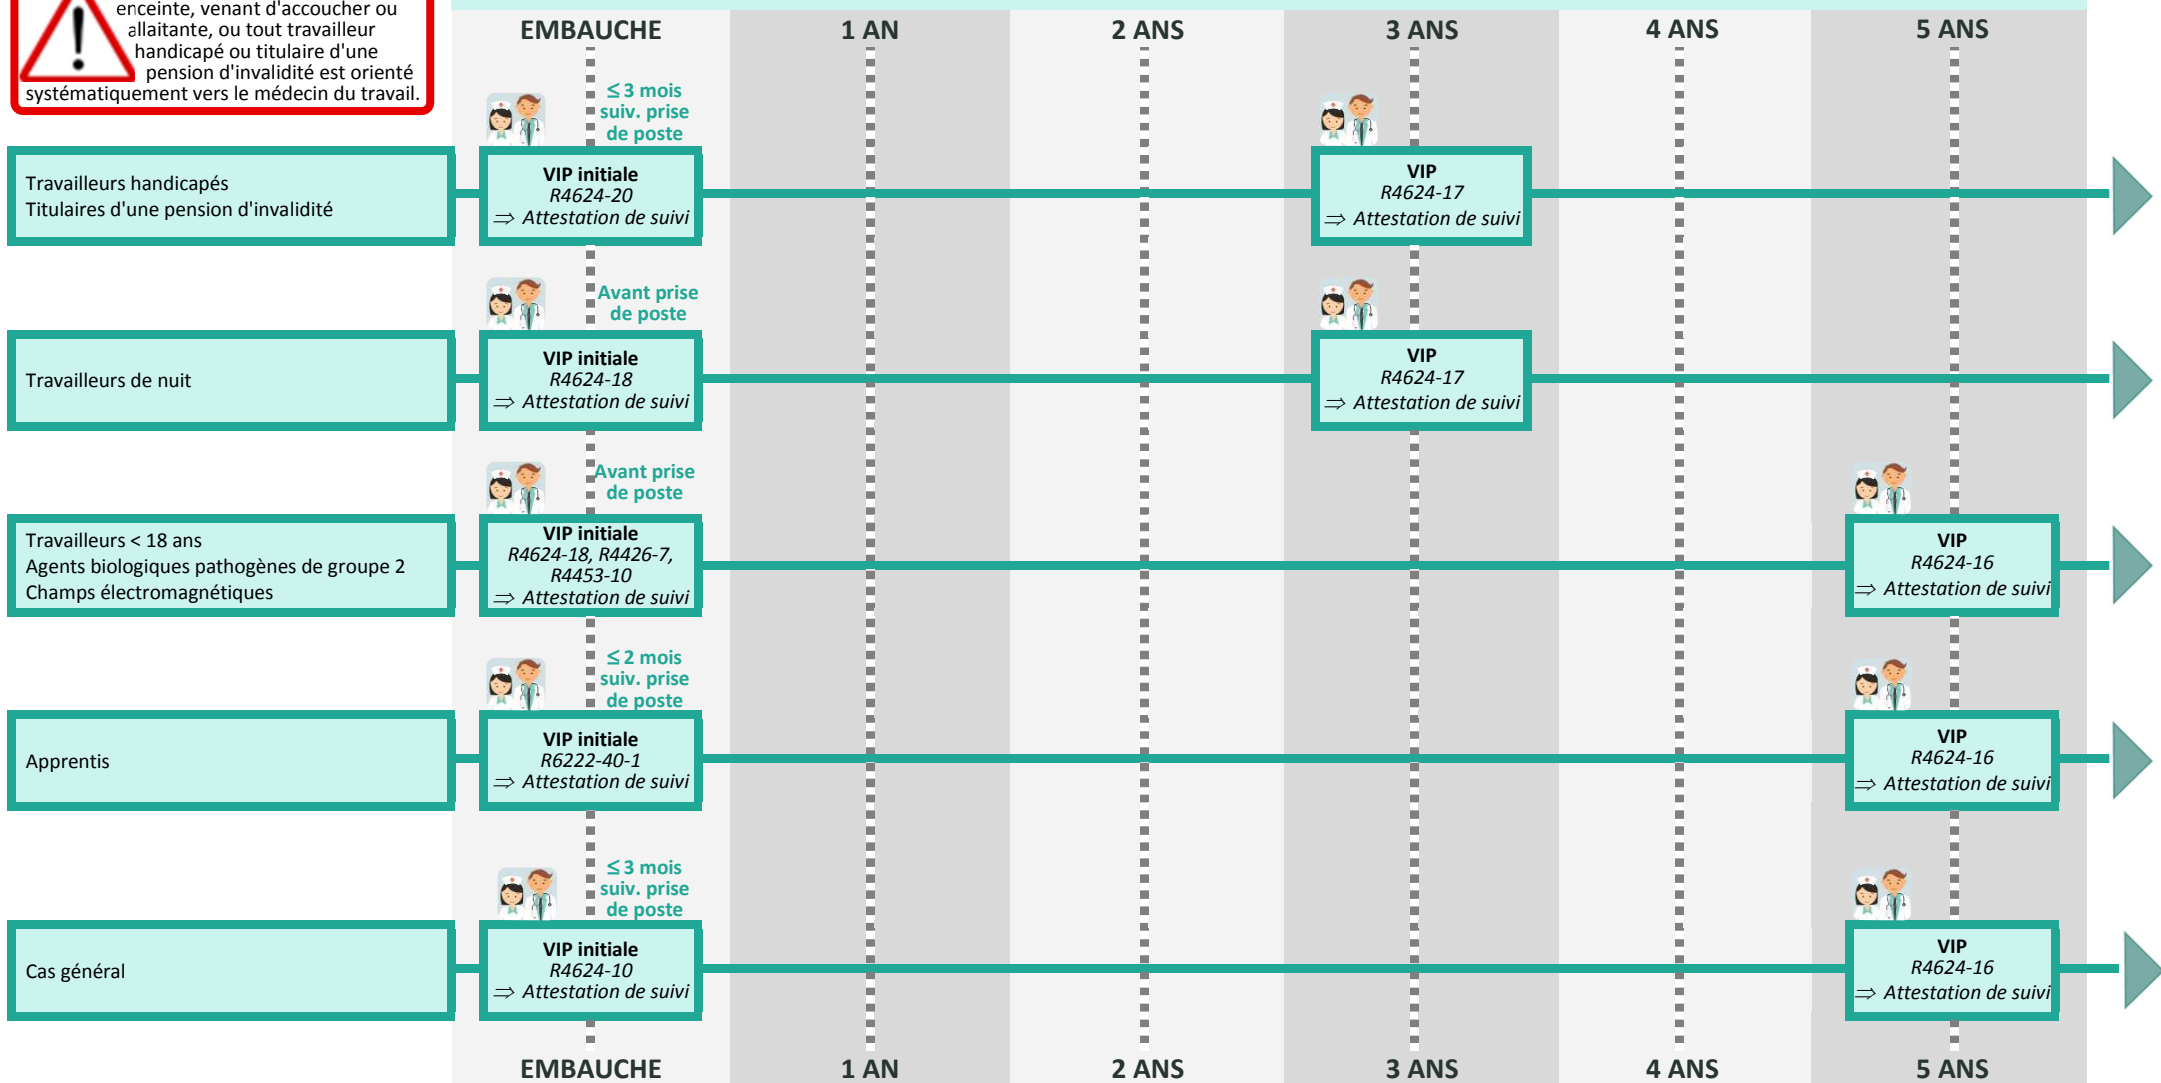 enceinte, venant d'accoucher ou
allaitante, ou tout travailleur
handicapé ou titulaire d'une
pension d'invalidité est orienté
systématiquement vers le médecin du travail.
EMBAUCHE
1 AN
2 ANS
3 ANS
4 ANS
5 ANS
≤ 3 mois
suiv. prise
de poste
Travailleurs handicapés
Titulaires d'une pension d'invalidité
VIP initiale
R4624-20
⇒ Attestation de suivi
VIP
R4624-17
⇒ Attestation de suivi
Avant prise
de poste
Travailleurs de nuit
VIP initiale
R4624-18
⇒ Attestation de suivi
VIP
R4624-17
⇒ Attestation de suivi
Avant prise
de poste
Travailleurs < 18 ans
Agents biologiques pathogènes de groupe 2
Champs électromagnétiques
VIP initiale
R4624-18, R4426-7,
R4453-10
⇒ Attestation de suivi
VIP
R4624-16
⇒ Attestation de suivi
≤ 2 mois
suiv. prise
de poste
Apprentis
VIP initiale
R6222-40-1
⇒ Attestation de suivi
VIP
R4624-16
⇒ Attestation de suivi
≤ 3 mois
suiv. prise
de poste
Cas général
VIP initiale
R4624-10
⇒ Attestation de suivi
VIP
R4624-16
⇒ Attestation de suivi
EMBAUCHE
1 AN
2 ANS
3 ANS
4 ANS
5 ANS